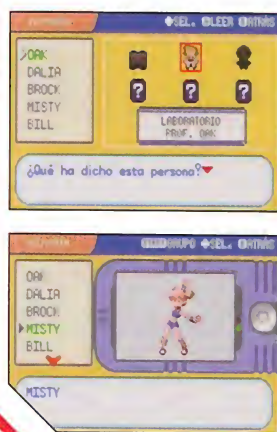 SEL. LEER ATRÁS
OAK
DALIA
BROCK
MISTY
BILL
?
?
?
LABORATORIO
PROF. OAK
¿Qué ha dicho esta persona?
GRUPO SEL. ATRÁS
OAK
DALIA
BROCK
MISTY
BILL
MISTY